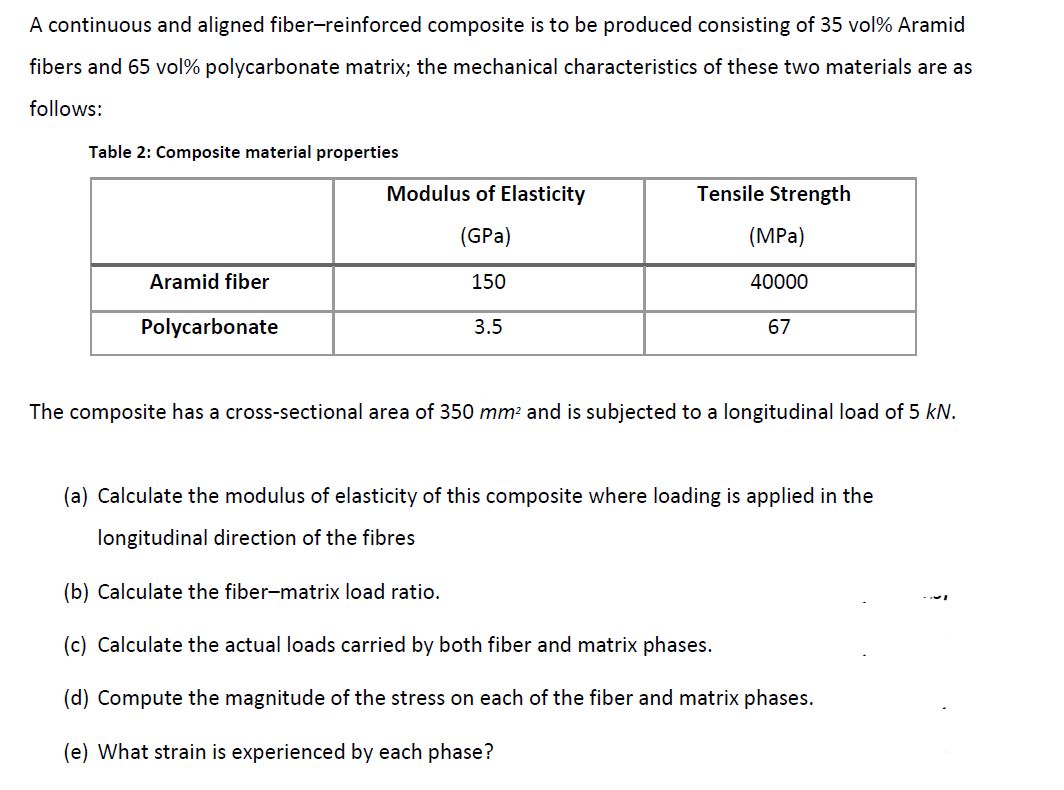 A continuous and aligned fiber–reinforced composite is to be produced consisting of 35 vol% Aramid
fibers and 65 vol% polycarbonate matrix; the mechanical characteristics of these two materials are as
follows:
Table 2: Composite material properties
Modulus of Elasticity
(GPa)
Tensile Strength
(MPa)
Aramid fiber 150 40000
Polycarbonate 3.5 67
The composite has a cross-sectional area of 350 mm² and is subjected to a longitudinal load of 5 kN.
(a) Calculate the modulus of elasticity of this composite where loading is applied in the
longitudinal direction of the fibres
(b) Calculate the fiber–matrix load ratio.
(c) Calculate the actual loads carried by both fiber and matrix phases.
(d) Compute the magnitude of the stress on each of the fiber and matrix phases.
(e) What strain is experienced by each phase?